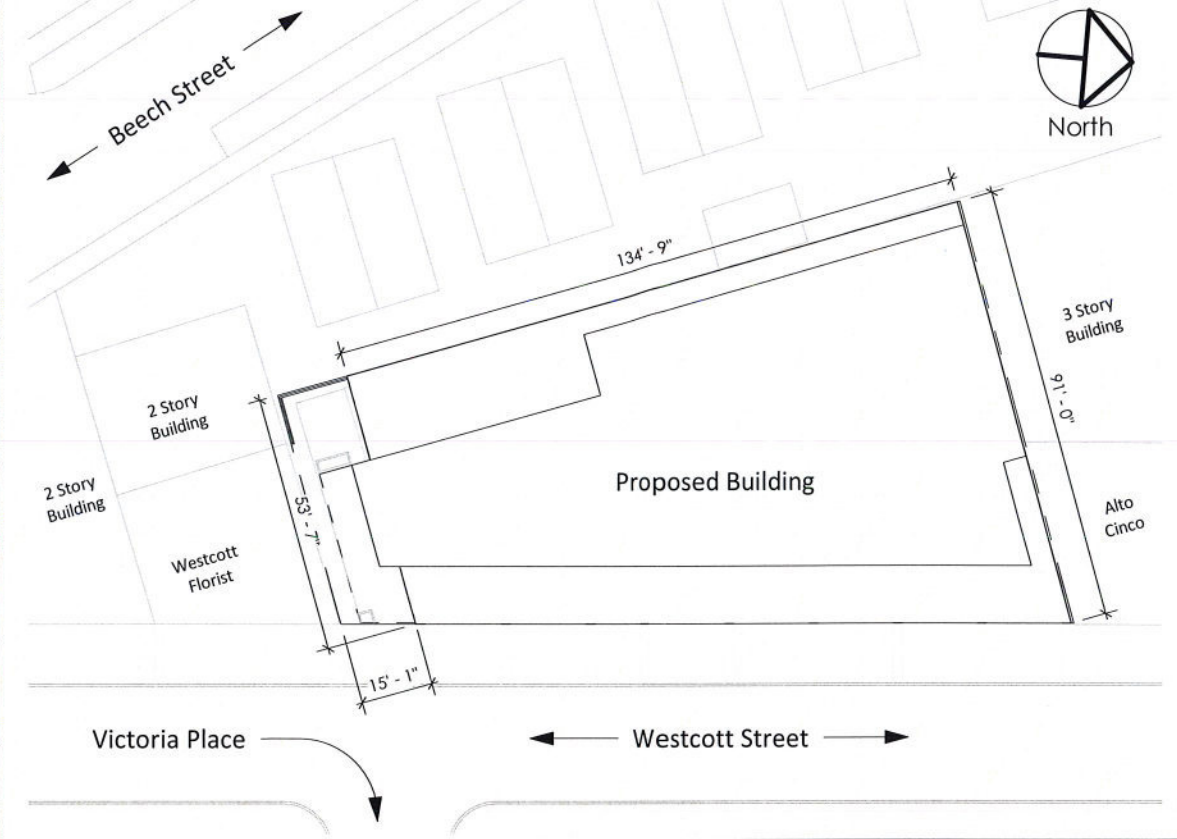 Beech Street
North
134' - 9"
3 Story
Building
91' - 0"
2 Story
Building
2 Story
Building
Proposed Building
53' - 7"
Alto
Cinco
Westcott
Florist
15' - 1"
Victoria Place
Westcott Street